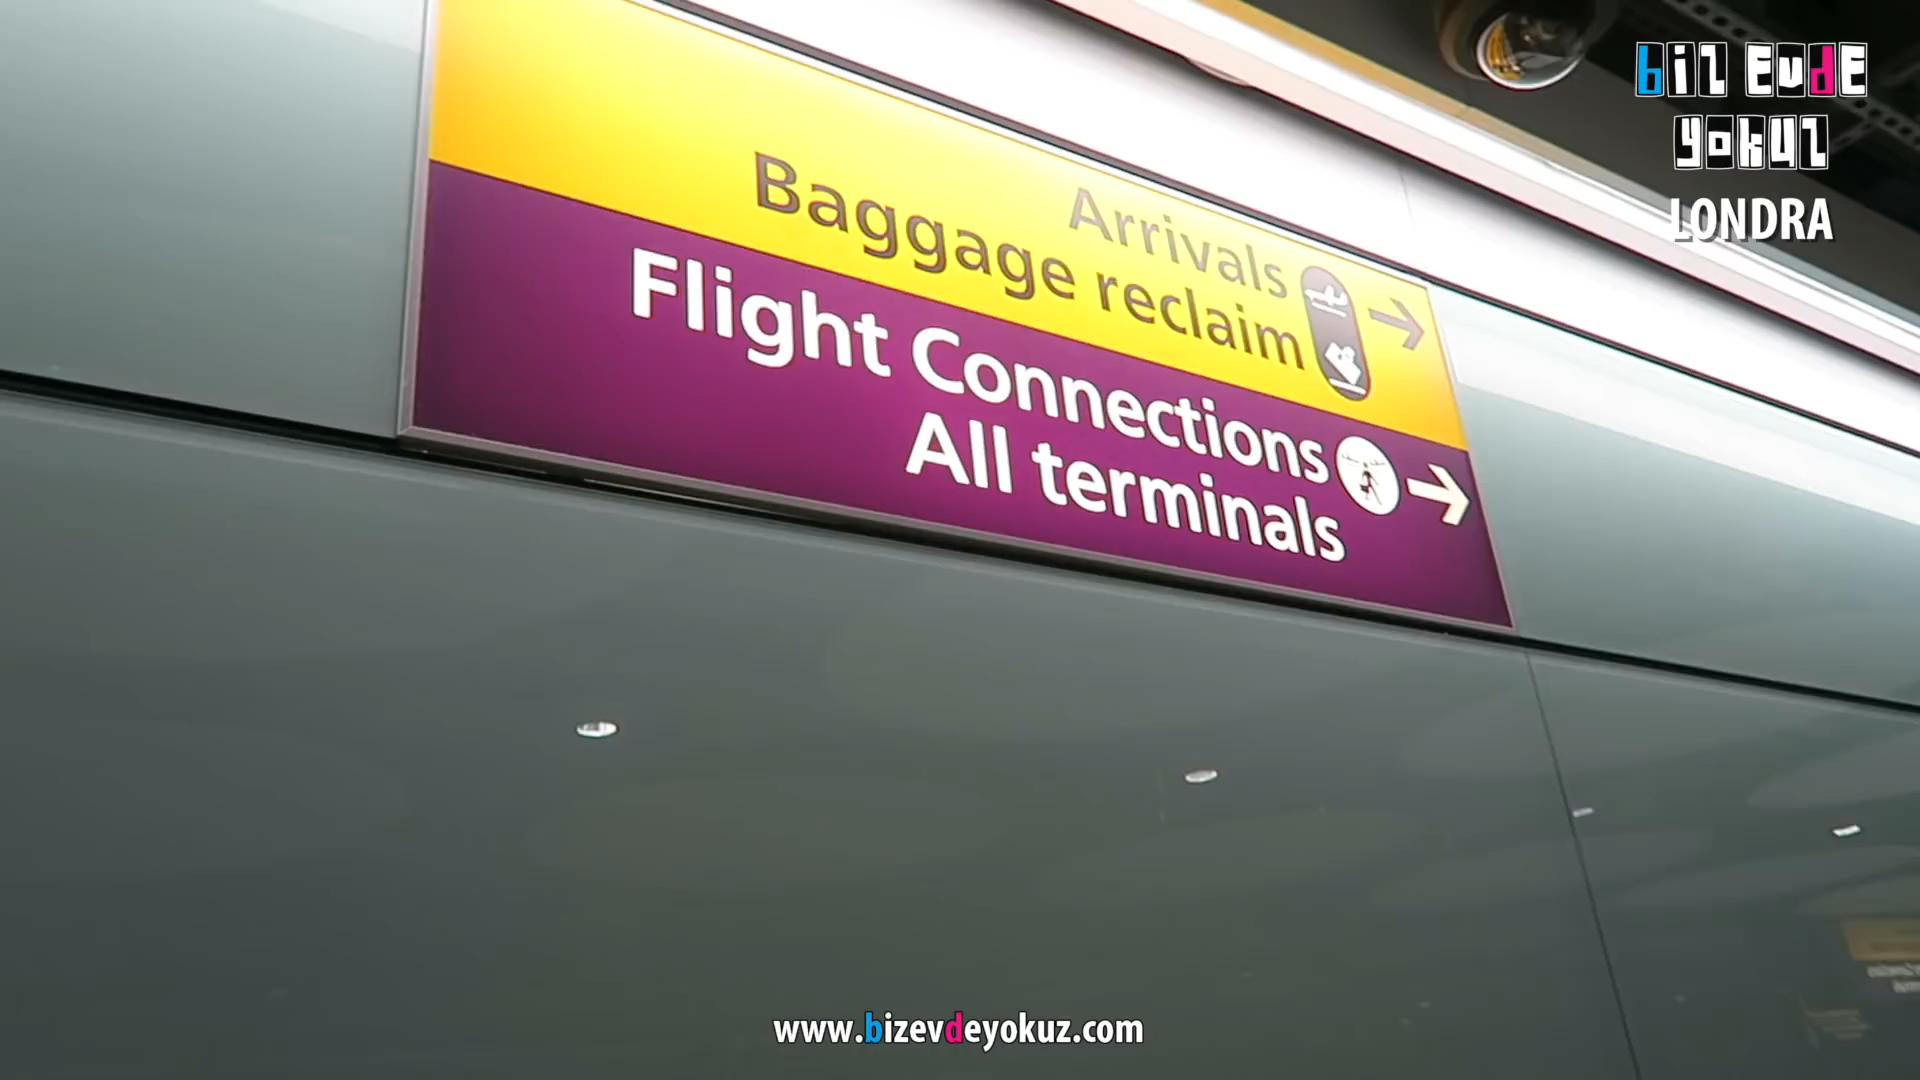 biz EvdE
yokuz
LONDRA
Arrivals
Baggage reclaim
Flight Connections
All terminals
www.bizevdeyokuz.com